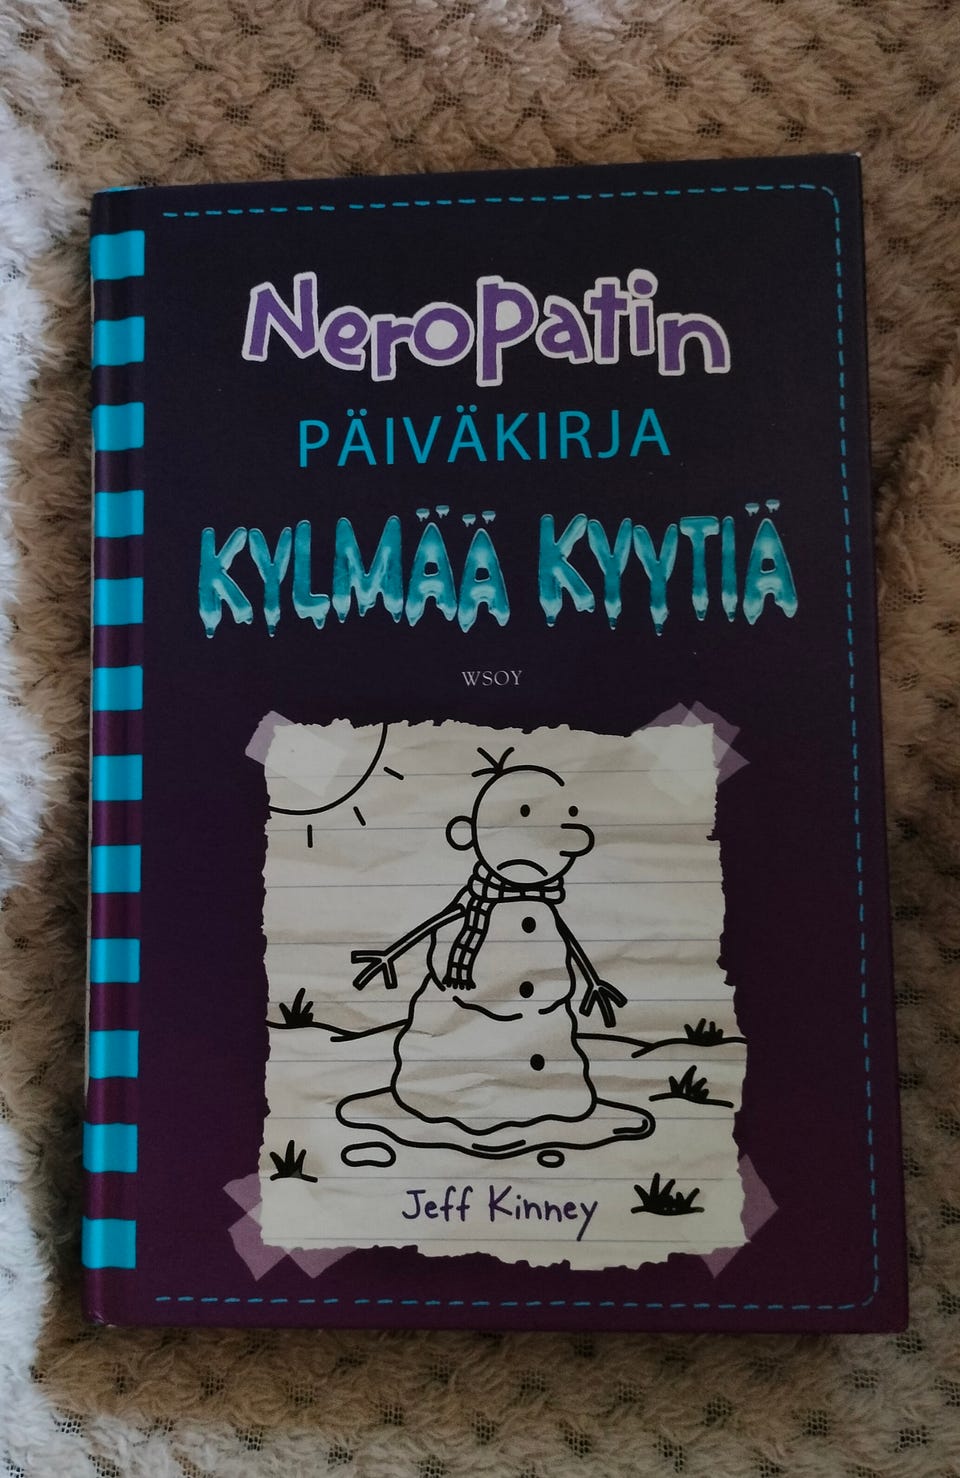 Neropatin
PÄIVÄKIRJA
KYLMÄÄ KYYTIÄ
WSOY
Jeff Kinney